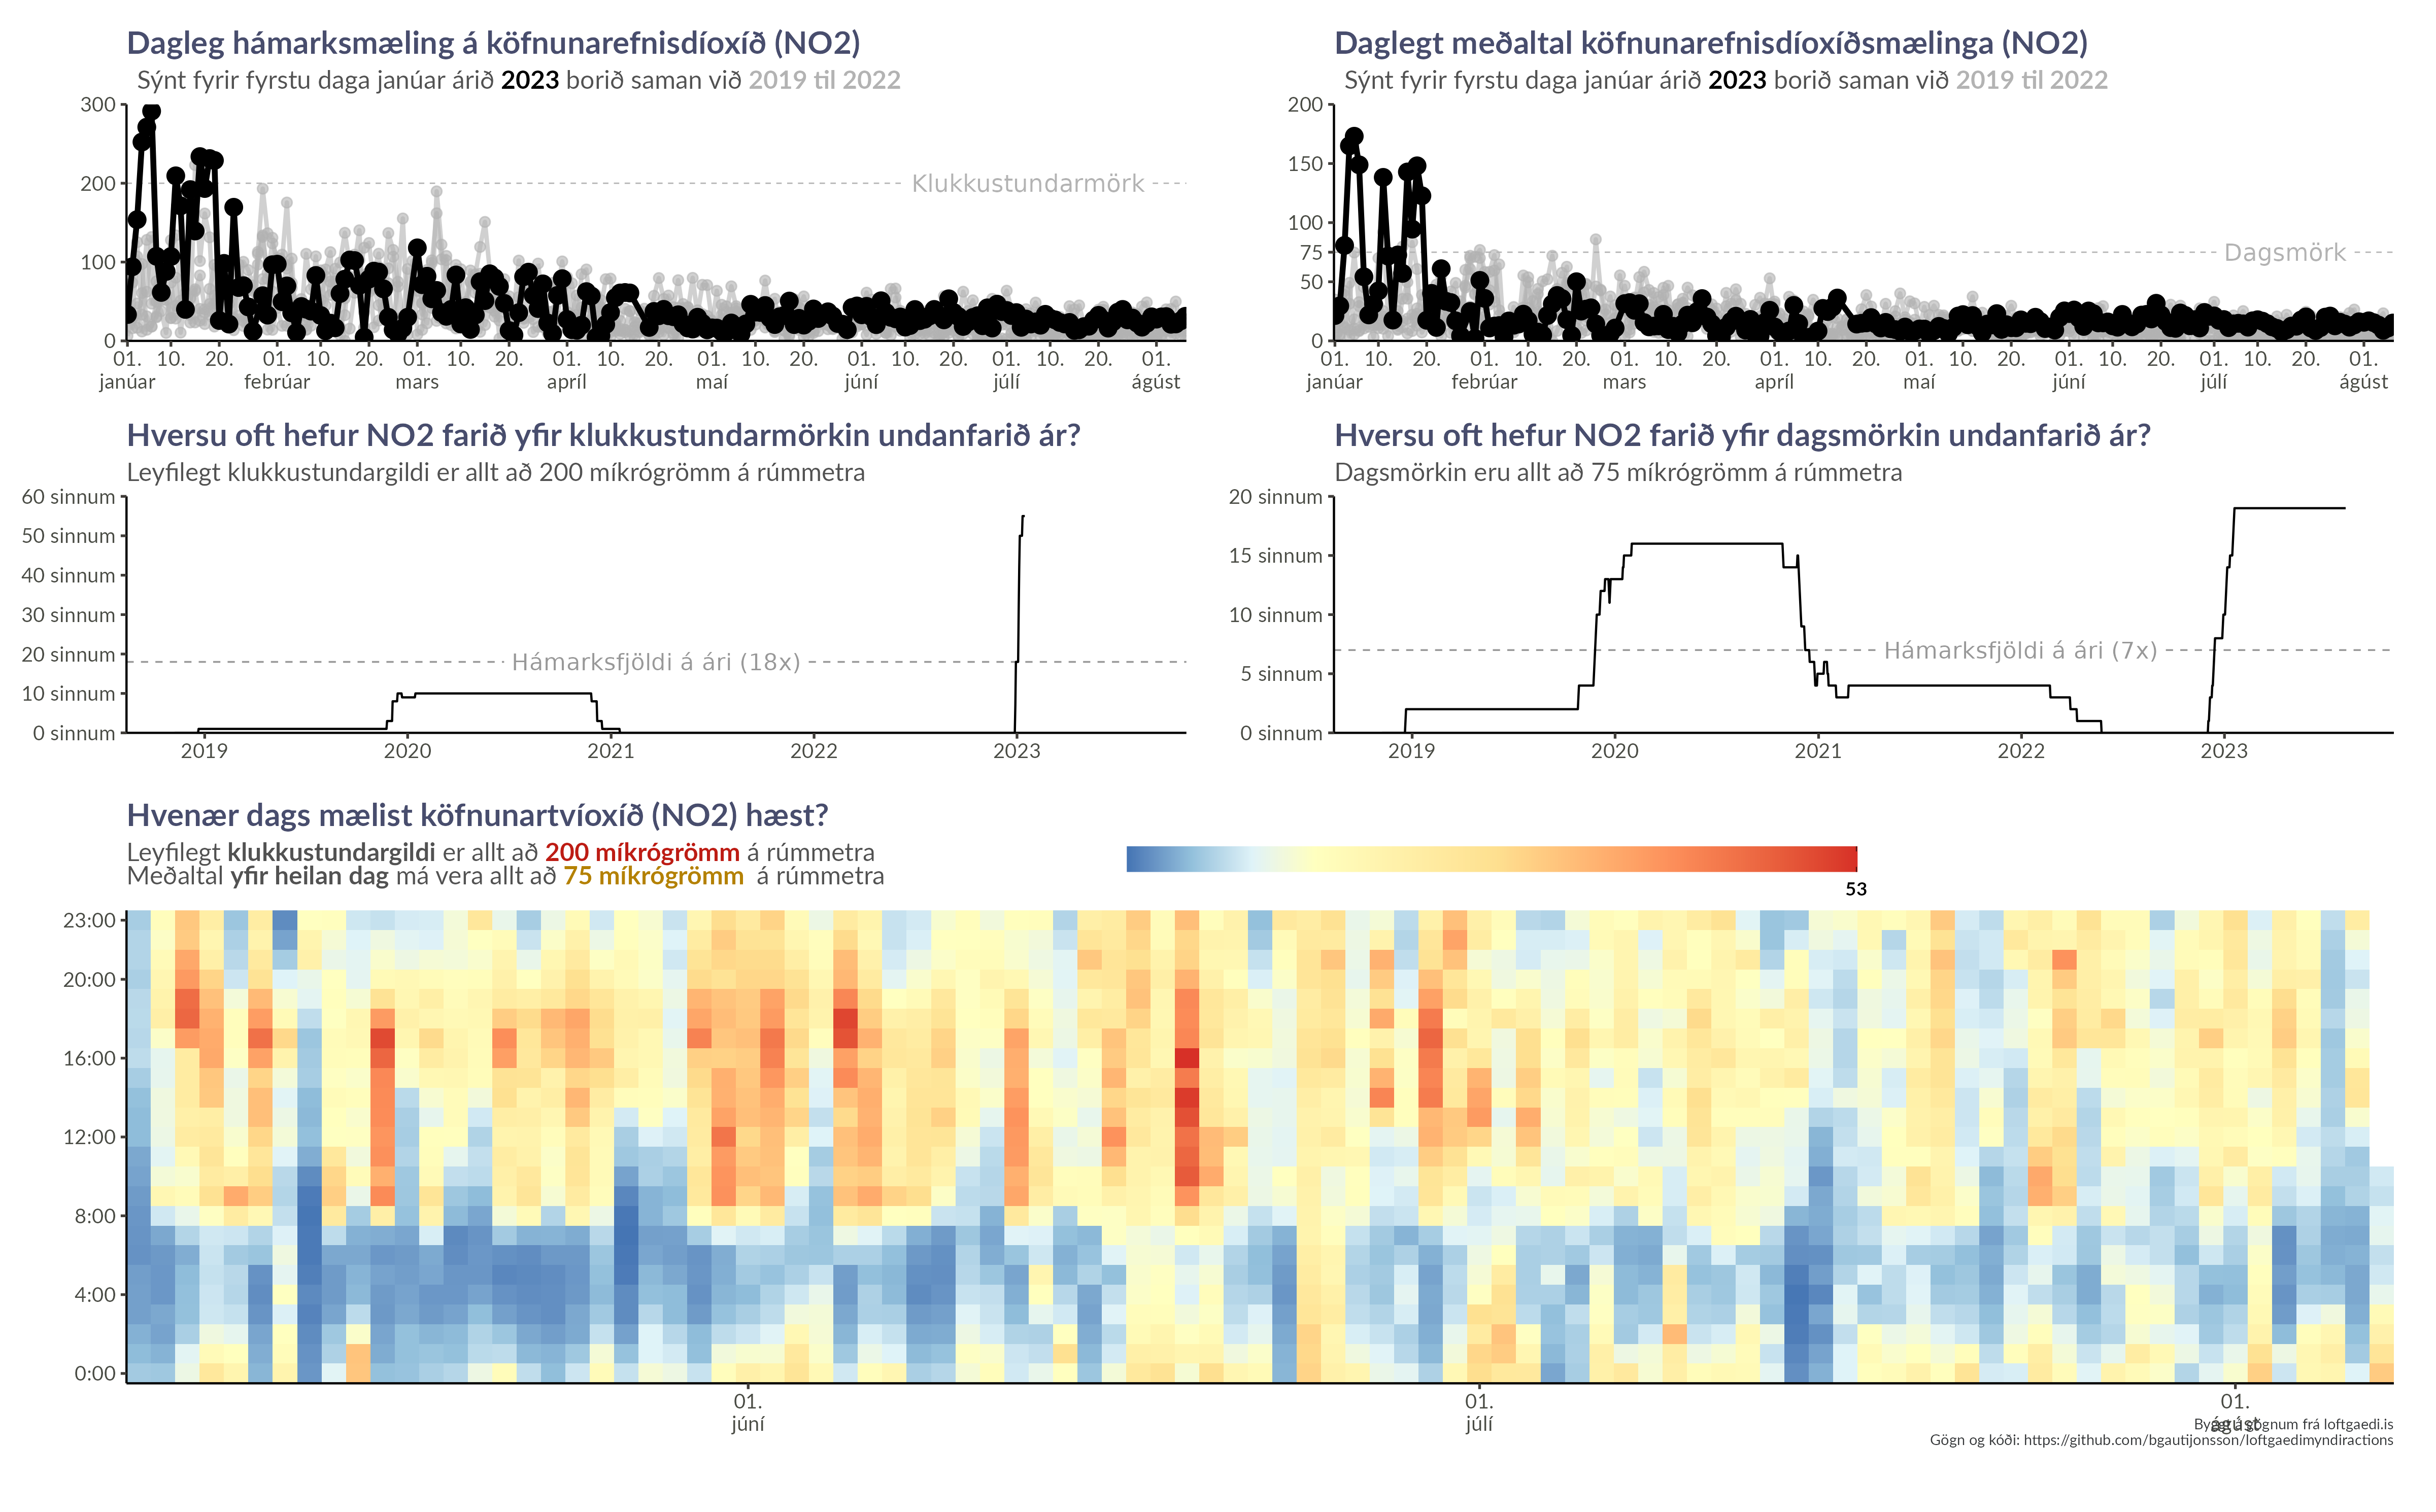 Dagleg hámarksmæling á köfnunarefnisdíoxíð (NO2)
Sýnt fyrir fyrstu daga janúar árið 2023 borið saman við 2019 til 2022
300
200
100
0
Klukkustundarmörk
01. 10. 20. 01. 10. 20. 01. 10. 20. 01. 10. 20. 01. 10. 20. 01. 10. 20. 01. 10. 20. 01.
janúar febrúar mars apríl maí júní júlí ágúst
Daglegt meðaltal köfnunarefnisdíoxíðsmælinga (NO2)
Sýnt fyrir fyrstu daga janúar árið 2023 borið saman við 2019 til 2022
200
150
100
75
50
0
Dagsmörk
01. 10. 20. 01. 10. 20. 01. 10. 20. 01. 10. 20. 01. 10. 20. 01. 10. 20. 01. 10. 20. 01.
janúar febrúar mars apríl maí júní júlí ágúst
Hversu oft hefur NO2 farið yfir klukkustundarmörkin undanfarið ár?
Leyfilegt klukkustundargildi er allt að 200 míkrógrömm á rúmmetra
60 sinnum
50 sinnum
40 sinnum
30 sinnum
20 sinnum
10 sinnum
0 sinnum
Hámarksfjöldi á ári (18x)
2019 2020 2021 2022 2023
Hversu oft hefur NO2 farið yfir dagsmörkin undanfarið ár?
Dagsmörkin eru allt að 75 míkrógrömm á rúmmetra
20 sinnum
15 sinnum
10 sinnum
5 sinnum
0 sinnum
Hámarksfjöldi á ári (7x)
2019 2020 2021 2022 2023
Hvenær dags mælist köfnunartvíoxíð (NO2) hæst?
Leyfilegt klukkustundargildi er allt að 200 míkrógrömm á rúmmetra
Meðaltal yfir heilan dag má vera allt að 75 míkrógrömm á rúmmetra
53
23:00
20:00
16:00
12:00
8:00
4:00
0:00
01. 01. 01.
júní júlí ágúst
gögnum frá loftgaedi.is
Gögn og kóði: https://github.com/bgautijonsson/loftgaedimyndiractions